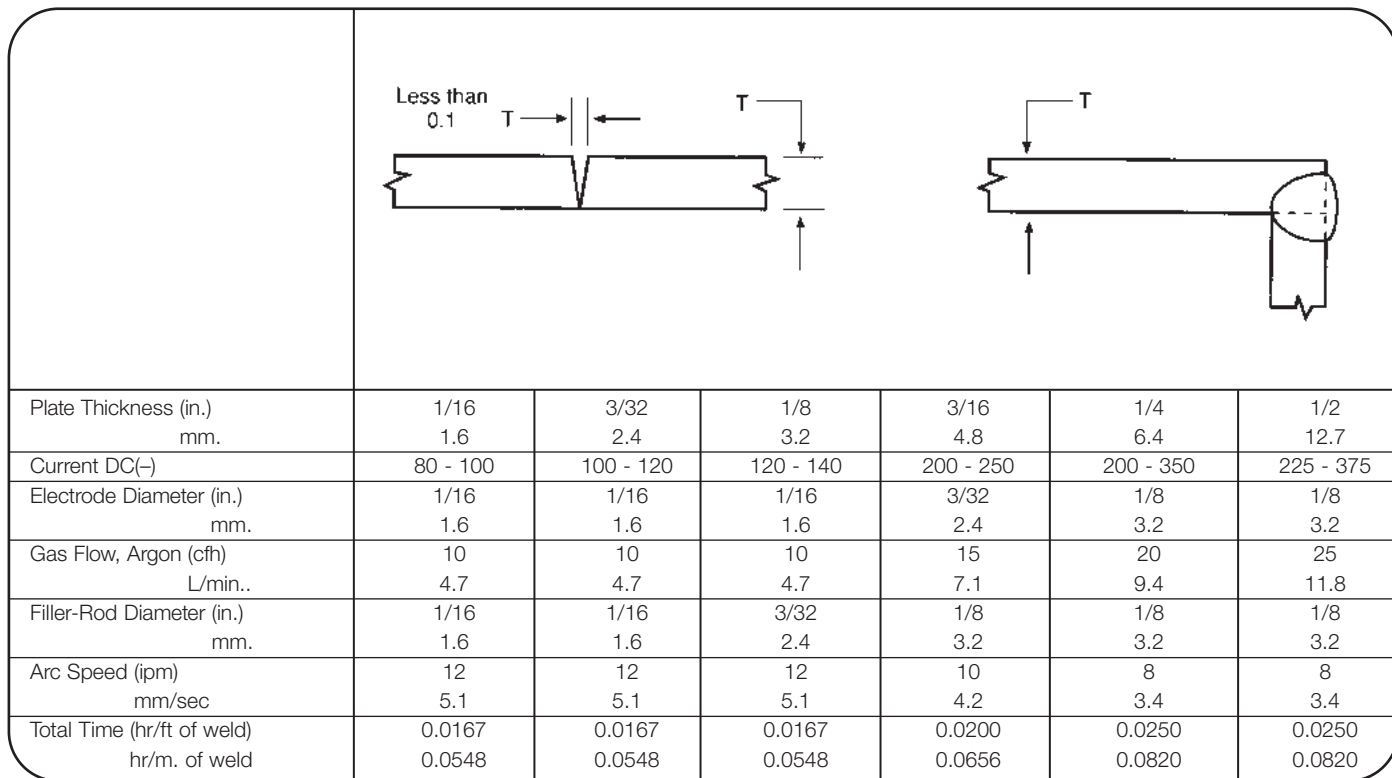 Less than
0.1 T
T
T
Plate Thickness (in.) 1/16 3/32 1/8 3/16 1/4 1/2
mm. 1.6 2.4 3.2 4.8 6.4 12.7
Current DC(–) 80 - 100 100 - 120 120 - 140 200 - 250 200 - 350 225 - 375
Electrode Diameter (in.) 1/16 1/16 1/16 3/32 1/8 1/8
mm. 1.6 1.6 1.6 2.4 3.2 3.2
Gas Flow, Argon (cfh) 10 10 10 15 20 25
L/min.. 4.7 4.7 4.7 7.1 9.4 11.8
Filler-Rod Diameter (in.) 1/16 1/16 3/32 1/8 1/8 1/8
mm. 1.6 1.6 2.4 3.2 3.2 3.2
Arc Speed (ipm) 12 12 12 10 8 8
mm/sec 5.1 5.1 5.1 4.2 3.4 3.4
Total Time (hr/ft of weld) 0.0167 0.0167 0.0167 0.0200 0.0250 0.0250
hr/m. of weld 0.0548 0.0548 0.0548 0.0656 0.0820 0.0820